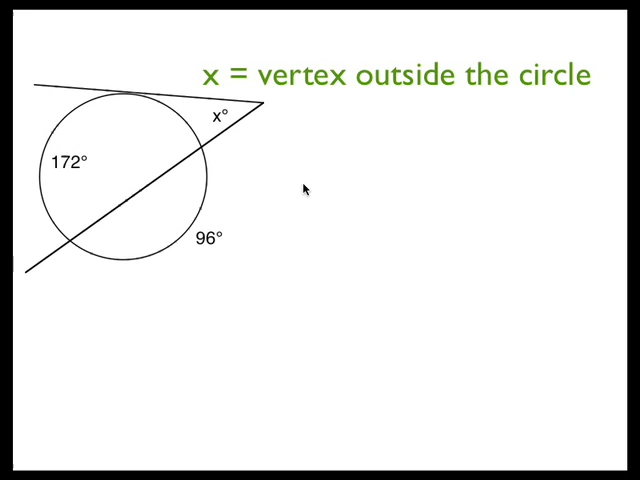 x = vertex outside the circle
x°
172°
96°